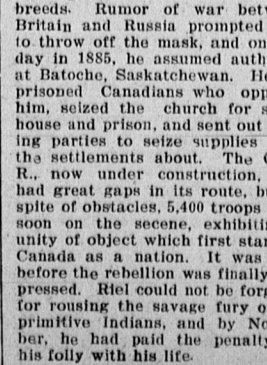 breeds. Rumor of war bet
Britain and Russia prompted
to throw off the mask, and on
day in 1885, he assumed auth
at Batoche, Saskatchewan. He
prisoned Canadians who opp
him, seized the church for s
house and prison, and sent out
ing parties to seize supplies
the settlements about. The C
R., now under construction,
had great gaps in its route, b
spite of obstacles, 5,400 troops
soon on the secene, exhibiti
unity of object which first star
Canada as a nation. It was
before the rebellion was finally
pressed. Riel could not be forg
for rousing the savage fury o
primitive Indians, and by No
ber, he had paid the penalty
his folly with his life.